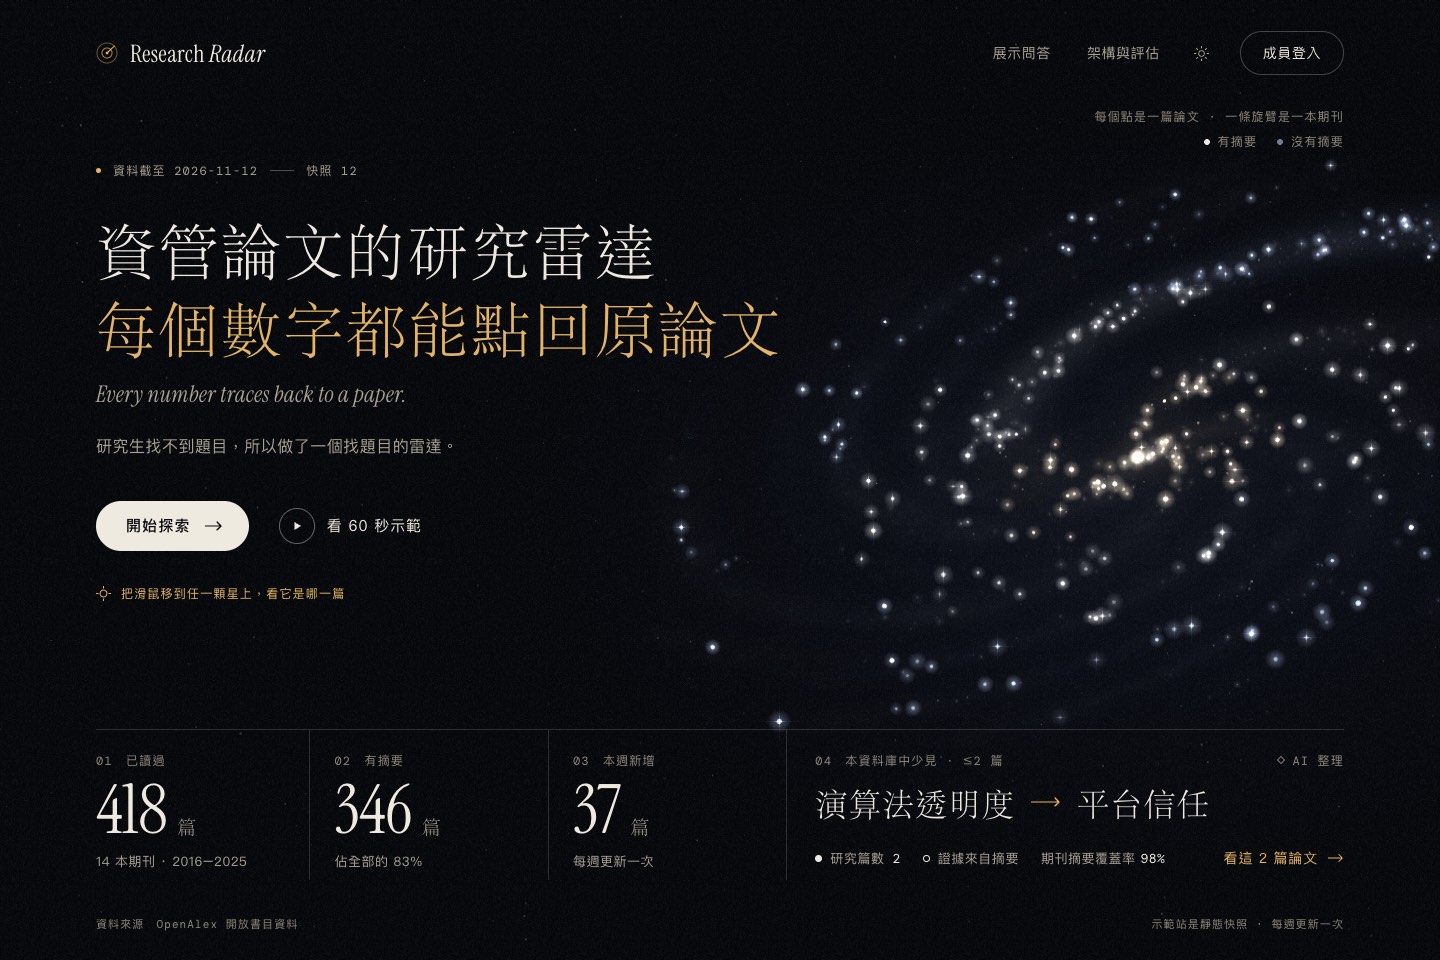 Research Radar
展示問答 架構與評估 成員登入
每個點是一篇論文 · 一條旋臂是一本期刊
有摘要 沒有摘要
資料截至 2026-11-12 —— 快照 12
資管論文的研究雷達
每個數字都能點回原論文
Every number traces back to a paper.
研究生找不到題目，所以做了一個找題目的雷達。
開始探索 → 看 60 秒示範
把滑鼠移到任一顆星上，看它是哪一篇
01 已讀過
418 篇
14 本期刊 · 2016—2025
02 有摘要
346 篇
佔全部的 83%
03 本週新增
37 篇
每週更新一次
04 本資料庫中少見 · ≤2 篇 ◇ AI 整理
演算法透明度 → 平台信任
研究篇數 2 證據來自摘要 期刊摘要覆蓋率 98% 看這 2 篇論文 →
資料來源 OpenAlex 開放書目資料
示範站是靜態快照 · 每週更新一次